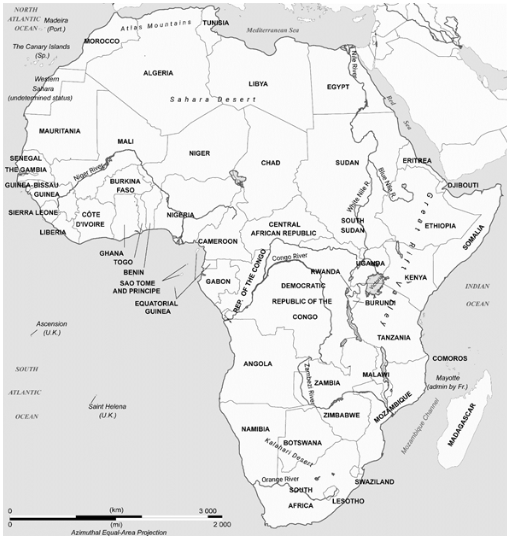 NORTH
ATLANTIC
OCEAN
Madeira
(Port.)
Atlas Mountains
TUNISIA
Mediterranean Sea
MOROCCO
The Canary Islands
(Sp.)
ALGERIA
LIBYA
EGYPT
Nile River
Western
Sahara
(undetermined status)
Sahara Desert
Red Sea
MAURITANIA
MALI
NIGER
CHAD
SUDAN
ERITREA
SENEGAL
THE GAMBIA
Niger River
BURKINA
FASO
White Nile R.
Blue Nile R.
DJIBOUTI
GUINEA-BISSAU
GUINEA
NIGERIA
SIERRA LEONE
CÔTE
D'IVOIRE
SOUTH
SUDAN
ETHIOPIA
SOMALIA
LIBERIA
CENTRAL
AFRICAN REPUBLIC
CAMEROON
Great Rift Valley
GHANA
TOGO
BENIN
SAO TOME
AND PRINCIPE
EQUATORIAL
GUINEA
GABON
REP. OF THE CONGO
Congo River
RWANDA
UGANDA
KENYA
DEMOCRATIC
REPUBLIC OF THE
CONGO
BURUNDI
INDIAN
OCEAN
TANZANIA
Ascension
(U.K.)
COMOROS
Mayotte
(admin by Fr.)
SOUTH
ATLANTIC
OCEAN
ANGOLA
ZAMBIA
Zambezi River
MALAWI
MOZAMBIQUE
Mozambique Channel
MADAGASCAR
Saint Helena
(U.K.)
ZIMBABWE
NAMIBIA
BOTSWANA
Kalahari Desert
Orange River
SWAZILAND
SOUTH
AFRICA
LESOTHO
0 (km) 3 000
0 (mi) 2 000
Azimuthal Equal-Area Projection